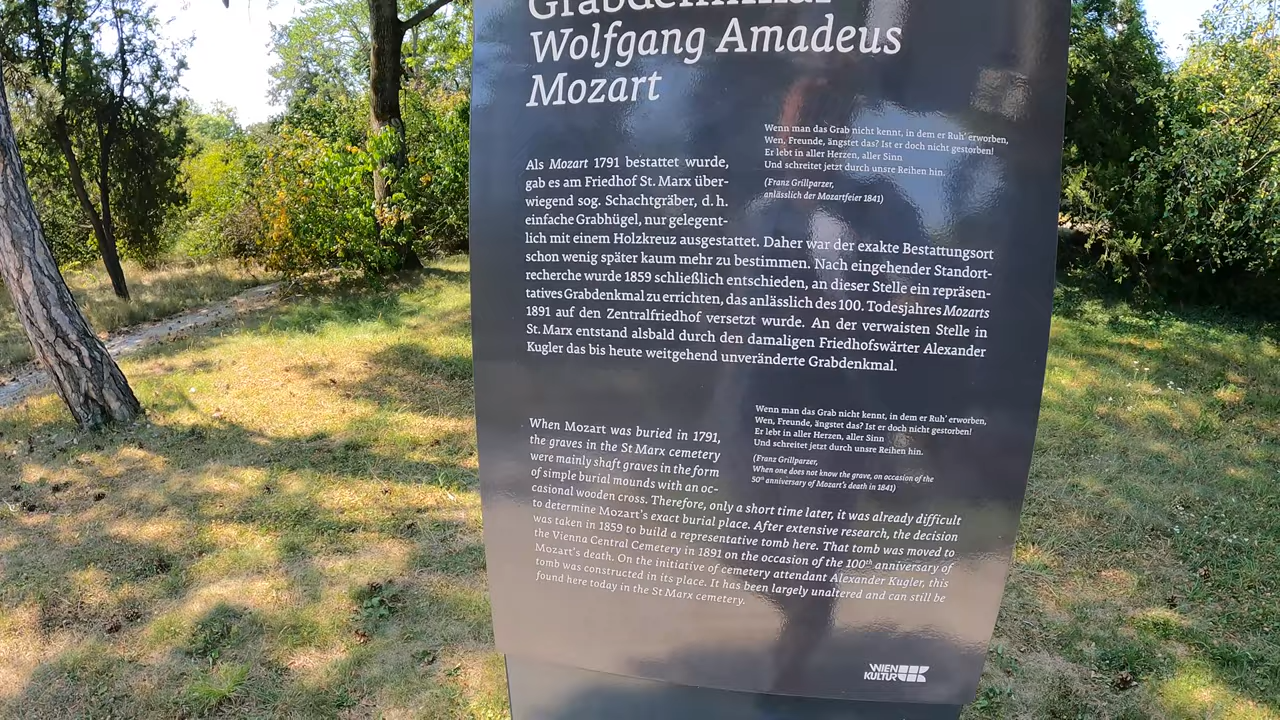 Grabdenkmal
Wolfgang Amadeus
Mozart
Wenn man das Grab nicht kennt, in dem er Ruh' erworben,
Wen, Freunde, ängstet das? Ist er doch nicht gestorben!
Er lebt in aller Herzen, aller Sinn
Und schreitet jetzt durch unsre Reihen hin.
(Franz Grillparzer,
anlässlich der Mozartfeier 1841)
Als Mozart 1791 bestattet wurde,
gab es am Friedhof St. Marx über-
wiegend sog. Schachtgräber, d. h.
einfache Grabhügel, nur gelegent-
lich mit einem Holzkreuz ausgestattet. Daher war der exakte Bestattungsort
schon wenig später kaum mehr zu bestimmen. Nach eingehender Standort-
recherche wurde 1859 schließlich entschieden, an dieser Stelle ein repräsen-
tatives Grabdenkmal zu errichten, das anlässlich des 100. Todesjahres Mozarts
1891 auf den Zentralfriedhof versetzt wurde. An der verwaisten Stelle in
St. Marx entstand alsbald durch den damaligen Friedhofswärter Alexander
Kugler das bis heute weitgehend unveränderte Grabdenkmal.
Wenn man das Grab nicht kennt, in dem er Ruh' erworben,
Wen, Freunde, ängstet das? Ist er doch nicht gestorben!
Er lebt in aller Herzen, aller Sinn
Und schreitet jetzt durch unsre Reihen hin.
(Franz Grillparzer,
When one does not know the grave, on occasion of the
50th anniversary of Mozart's death in 1841)
When Mozart was buried in 1791,
the graves in the St Marx cemetery
were mainly shaft graves in the form
of simple burial mounds with an oc-
casional wooden cross. Therefore, only a short time later, it was already difficult
to determine Mozart's exact burial place. After extensive research, the decision
was taken in 1859 to build a representative tomb here. That tomb was moved to
the Vienna Central Cemetery in 1891 on the occasion of the 100th anniversary of
Mozart's death. On the initiative of cemetery attendant Alexander Kugler, this
tomb was constructed in its place. It has been largely unaltered and can still be
found here today in the St Marx cemetery.
WIEN
KULTUR